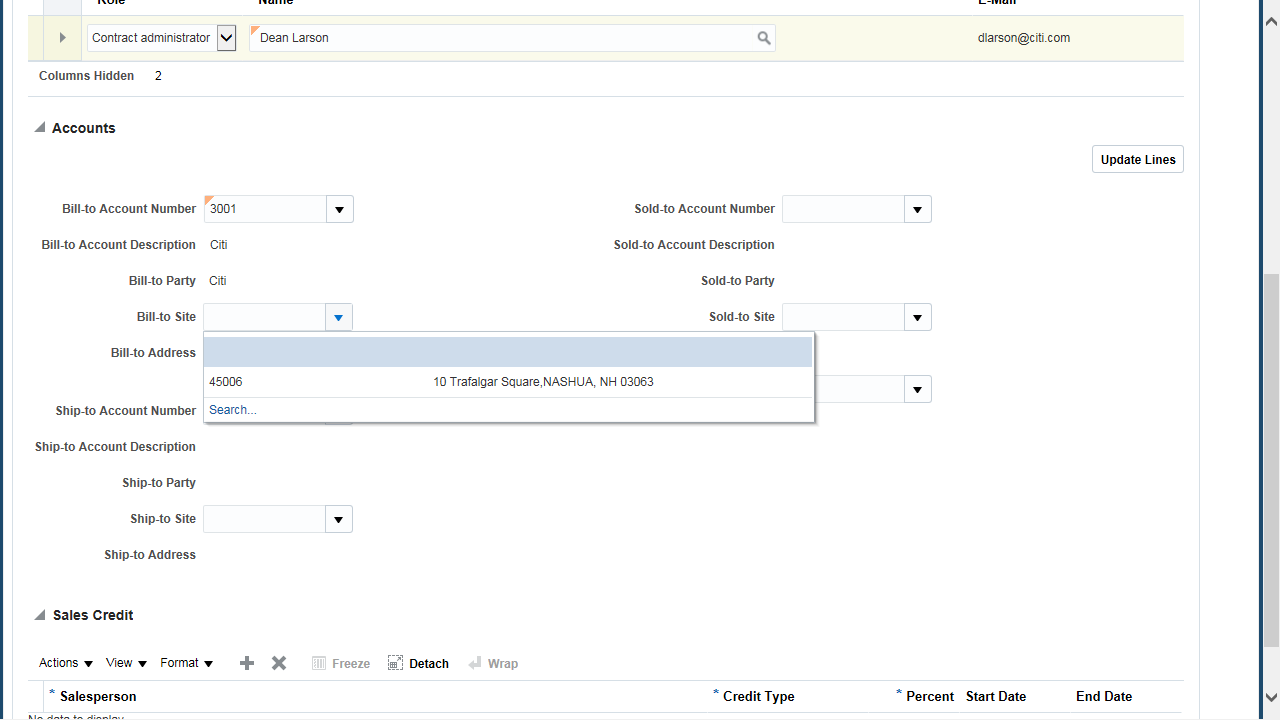 Role Name E-Mail
Contract administrator Dean Larson dlarson@citi.com
Columns Hidden 2
Accounts
Update Lines
Bill-to Account Number 3001 Sold-to Account Number
Bill-to Account Description Citi Sold-to Account Description
Bill-to Party Citi Sold-to Party
Bill-to Site Sold-to Site
Bill-to Address
45006 10 Trafalgar Square,NASHUA, NH 03063
Search...
Ship-to Account Number
Ship-to Account Description
Ship-to Party
Ship-to Site
Ship-to Address
Sales Credit
Actions View Format Freeze Detach Wrap
* Salesperson * Credit Type * Percent Start Date End Date
No data to display